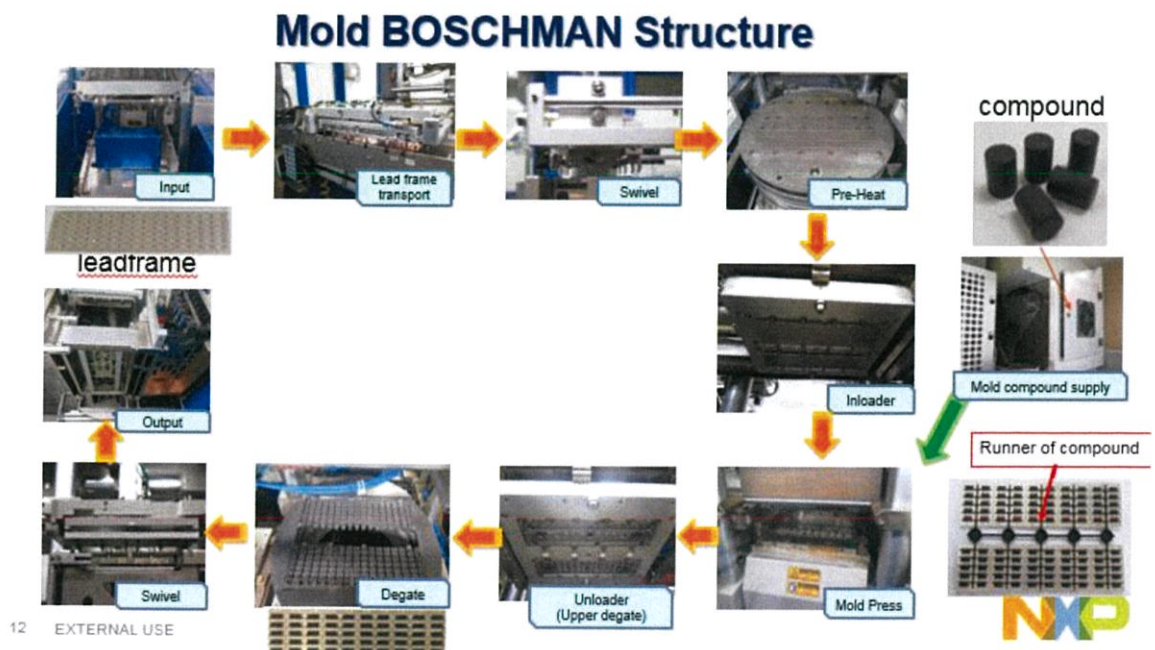 Mold BOSCHMAN Structure
Input
Lead frame
transport
Swivel
Pre-Heat
compound
leadframe
Inloader
Mold compound supply
Output
Runner of compound
Swivel
Degate
Unloader
(Upper degate)
Mold Press
12 EXTERNAL USE
NXP